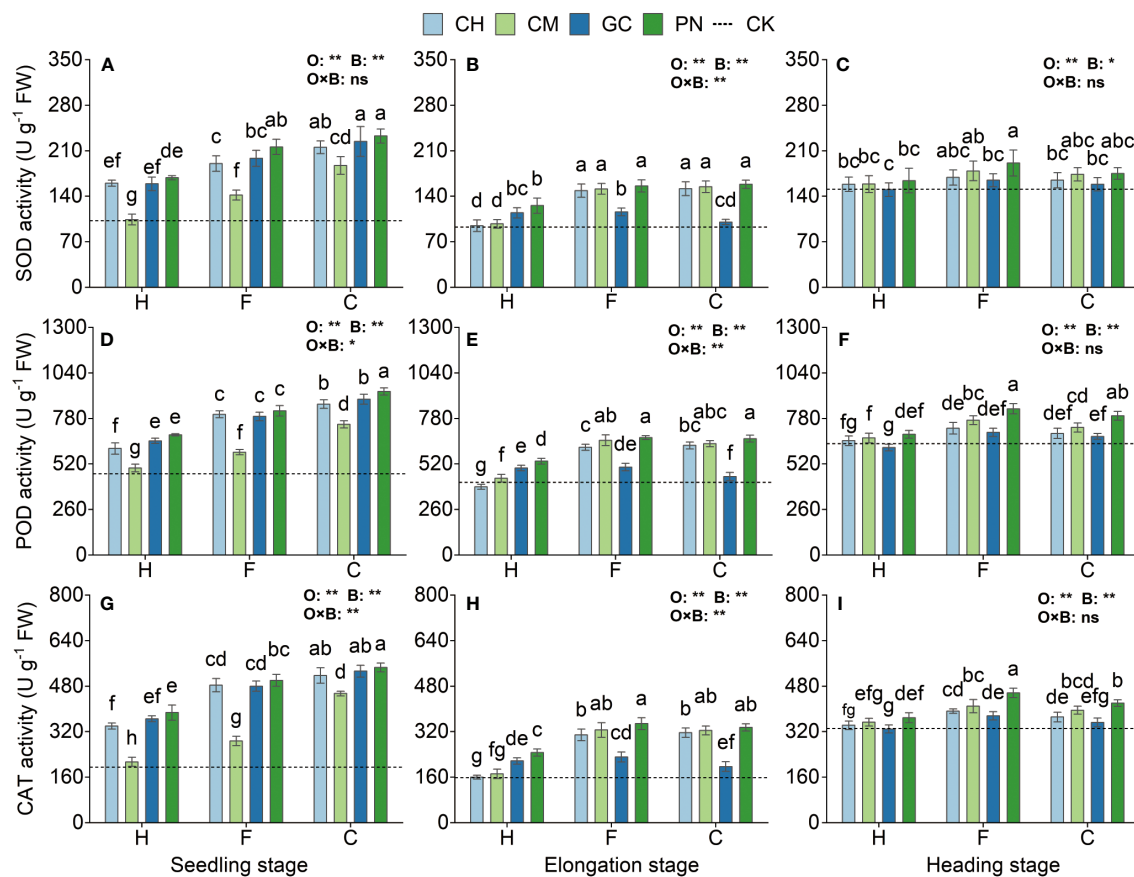 CH CM GC PN CK
SOD activity (U g⁻¹ FW)
350
280
210
140
70
0
A
O: ** B: **
O×B: ns
ef g ef de
c f bc ab
ab cd a a
H F C
B
O: ** B: **
O×B: **
d d bc b
a a b a
a a cd a
H F C
C
O: ** B: *
O×B: ns
bc bc c bc
abc ab bc a
bc abc bc abc
H F C
POD activity (U g⁻¹ FW)
1300
1040
780
520
260
0
D
O: ** B: **
O×B: *
f g e e
c f c c
b d b a
H F C
E
O: ** B: **
O×B: **
g f e d
c ab de a
bc abc f a
H F C
F
O: ** B: **
O×B: ns
fg f g def
de bc def a
def cd ef ab
H F C
CAT activity (U g⁻¹ FW)
800
640
480
320
160
0
G
O: ** B: **
O×B: **
f h ef e
cd g cd bc
ab d ab a
H F C
Seedling stage
H
O: ** B: **
O×B: **
g fg de c
b ab cd a
b ab ef ab
H F C
Elongation stage
I
O: ** B: **
O×B: ns
fg efg g def
cd bc de a
de bcd efg b
H F C
Heading stage